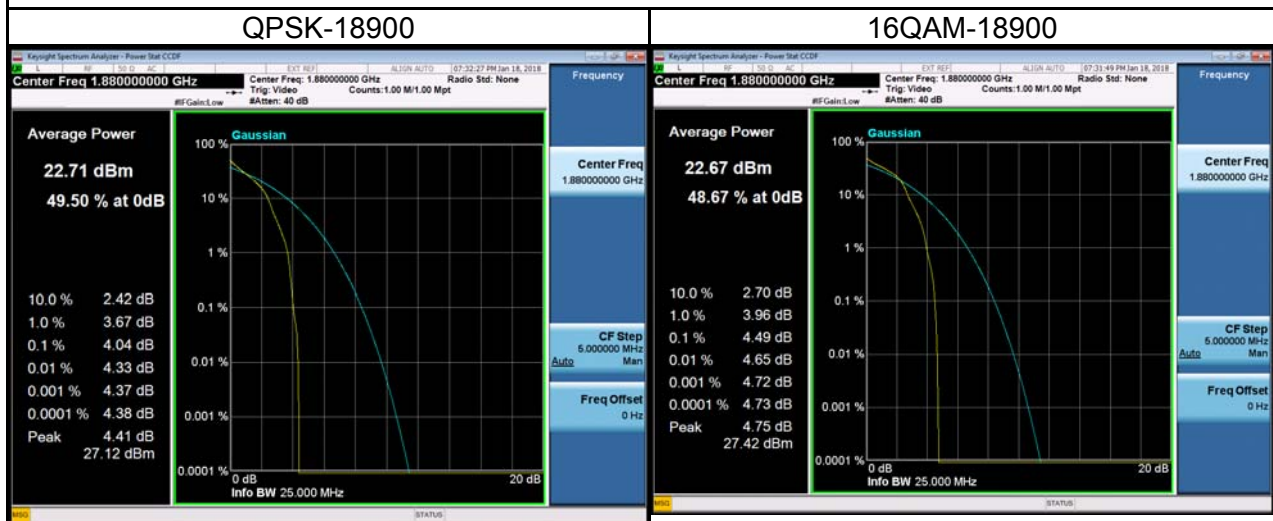 QPSK-18900
Keysight Spectrum Analyzer - Power Stat CCDF
L RF 50 Ω AC EXT REF ALIGN AUTO 07:32:27 PM Jan 18, 2018
Center Freq 1.880000000 GHz
Center Freq: 1.880000000 GHz
Radio Std: None
Trig: Video
Counts:1.00 M/1.00 Mpt
#IFGain:Low
#Atten: 40 dB
Frequency
Average Power
22.71 dBm
49.50 % at 0dB
10.0 % 2.42 dB
1.0 % 3.67 dB
0.1 % 4.04 dB
0.01 % 4.33 dB
0.001 % 4.37 dB
0.0001 % 4.38 dB
Peak 4.41 dB
27.12 dBm
Gaussian
100 %
10 %
1 %
0.1 %
0.01 %
0.001 %
0.0001 %
0 dB
20 dB
Info BW 25.000 MHz
Center Freq
1.880000000 GHz
CF Step
5.000000 MHz
Auto Man
Freq Offset
0 Hz
MSG
STATUS
16QAM-18900
Keysight Spectrum Analyzer - Power Stat CCDF
L RF 50 Ω AC EXT REF ALIGN AUTO 07:31:49 PM Jan 18, 2018
Center Freq 1.880000000 GHz
Center Freq: 1.880000000 GHz
Radio Std: None
Trig: Video
Counts:1.00 M/1.00 Mpt
#IFGain:Low
#Atten: 40 dB
Frequency
Average Power
22.67 dBm
48.67 % at 0dB
10.0 % 2.70 dB
1.0 % 3.96 dB
0.1 % 4.49 dB
0.01 % 4.65 dB
0.001 % 4.72 dB
0.0001 % 4.73 dB
Peak 4.75 dB
27.42 dBm
Gaussian
100 %
10 %
1 %
0.1 %
0.01 %
0.001 %
0.0001 %
0 dB
20 dB
Info BW 25.000 MHz
Center Freq
1.880000000 GHz
CF Step
5.000000 MHz
Auto Man
Freq Offset
0 Hz
MSG
STATUS